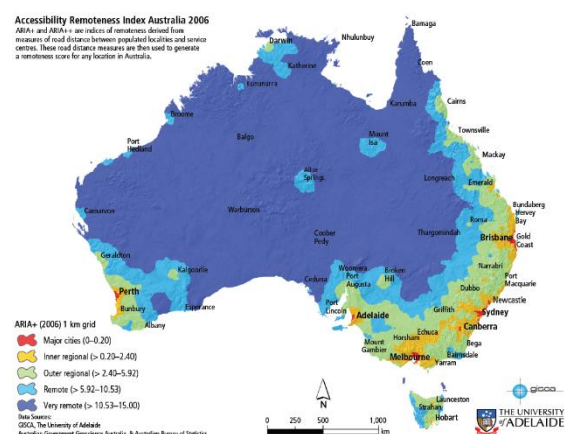 Accessibility Remoteness Index Australia 2006
ARIA+ and ARIA++ are indices of remoteness derived from
measures of road distance between populated localities and service
centres. These road distance measures are then used to generate
a remoteness score for any location in Australia.
Bamaga
Darwin
Nhulunbuy
Katherine
Coen
Kununurra
Karumba
Cairns
Broome
Townsville
Port
Hedland
Balgo
Mount
Isa
Mackay
Alice
Springs
Longreach
Emerald
Carnarvon
Warburton
Bundaberg
Hervey
Bay
Roma
Coober
Pedy
Thargomindah
Brisbane
Gold
Coast
Geraldton
Kalgoorlie
Woomera
Ceduna
Port
Augusta
Broken
Hill
Narrabri
Port
Macquarie
Perth
Dubbo
Bunbury
Esperance
Port
Lincoln
Newcastle
Albany
Adelaide
Griffith
Sydney
Canberra
Mount
Gambier
Horsham
Echuca
Bega
Melbourne
Bairnsdale
Yarram
Launceston
Strahan
Hobart
ARIA+ (2006) 1 km grid
Major cities (0–0.20)
Inner regional (> 0.20–2.40)
Outer regional (> 2.40–5.92)
Remote (> 5.92–10.53)
Very remote (> 10.53–15.00)
Data Sources:
GISCA, The University of Adelaide
N
0 250 500 1,000
km
gisca
THE UNIVERSITY
of ADELAIDE